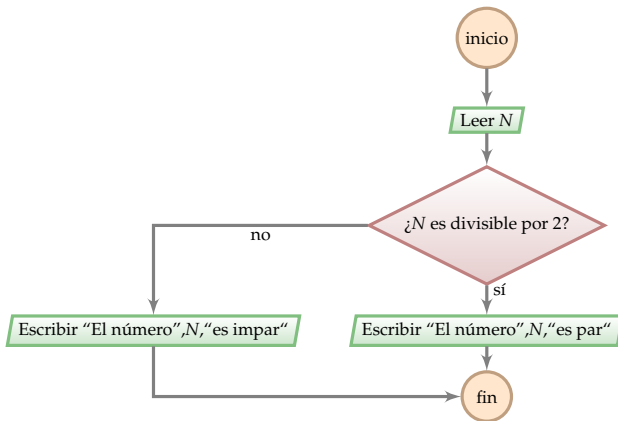 inicio
Leer N
¿N es divisible por 2?
no
sí
Escribir “El número”,N,“es impar“
Escribir “El número”,N,“es par“
fin